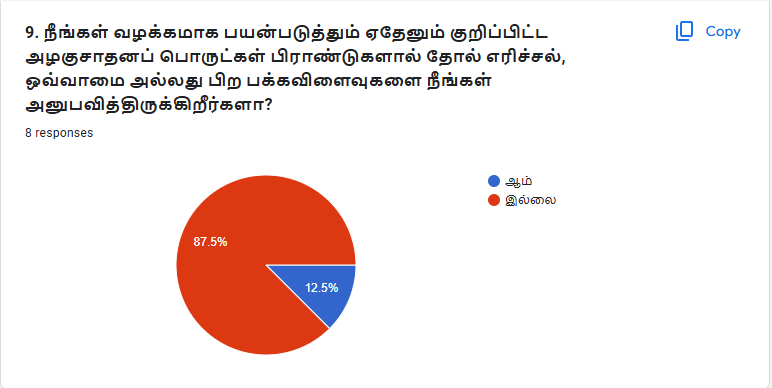 9. நீங்கள் வழக்கமாக பயன்படுத்தும் ஏதேனும் குறிப்பிட்ட
அழகுசாதனப் பொருட்கள் பிராண்டுகளால் தோல் எரிச்சல்,
ஒவ்வாமை அல்லது பிற பக்கவிளைவுகளை நீங்கள்
அனுபவித்திருக்கிறீர்களா?
Copy
8 responses
ஆம்
இல்லை
87.5%
12.5%